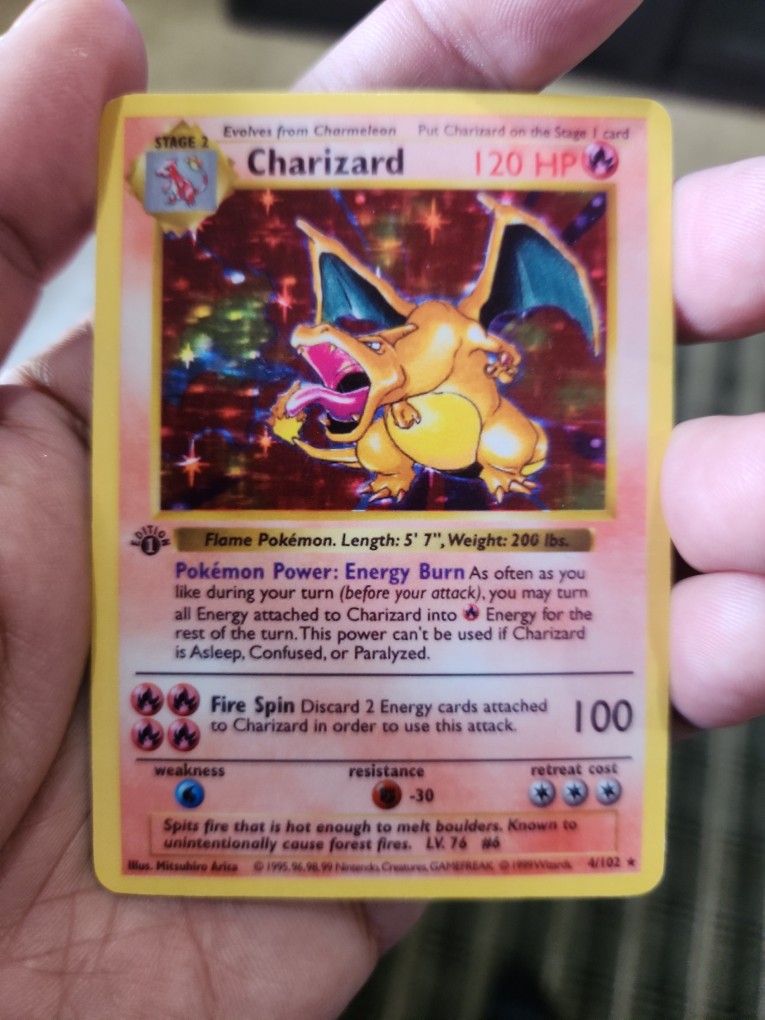 Evolves from Charmeleon Put Charizard on the Stage 1 card
STAGE 2
Charizard 120 HP
EDITION
1
Flame Pokémon. Length: 5' 7", Weight: 200 lbs.
Pokémon Power: Energy Burn As often as you
like during your turn (before your attack), you may turn
all Energy attached to Charizard into Energy for the
rest of the turn. This power can't be used if Charizard
is Asleep, Confused, or Paralyzed.
Fire Spin Discard 2 Energy cards attached
to Charizard in order to use this attack. 100
weakness resistance retreat cost
-30
Spits fire that is hot enough to melt boulders. Known to
unintentionally cause forest fires. LV. 76 #6
Illus. Mitsuhiro Arita © 1995, 96, 98, 99 Nintendo, Creatures, GAMEFREAK. © 1999 Wizards. 4/102 ★